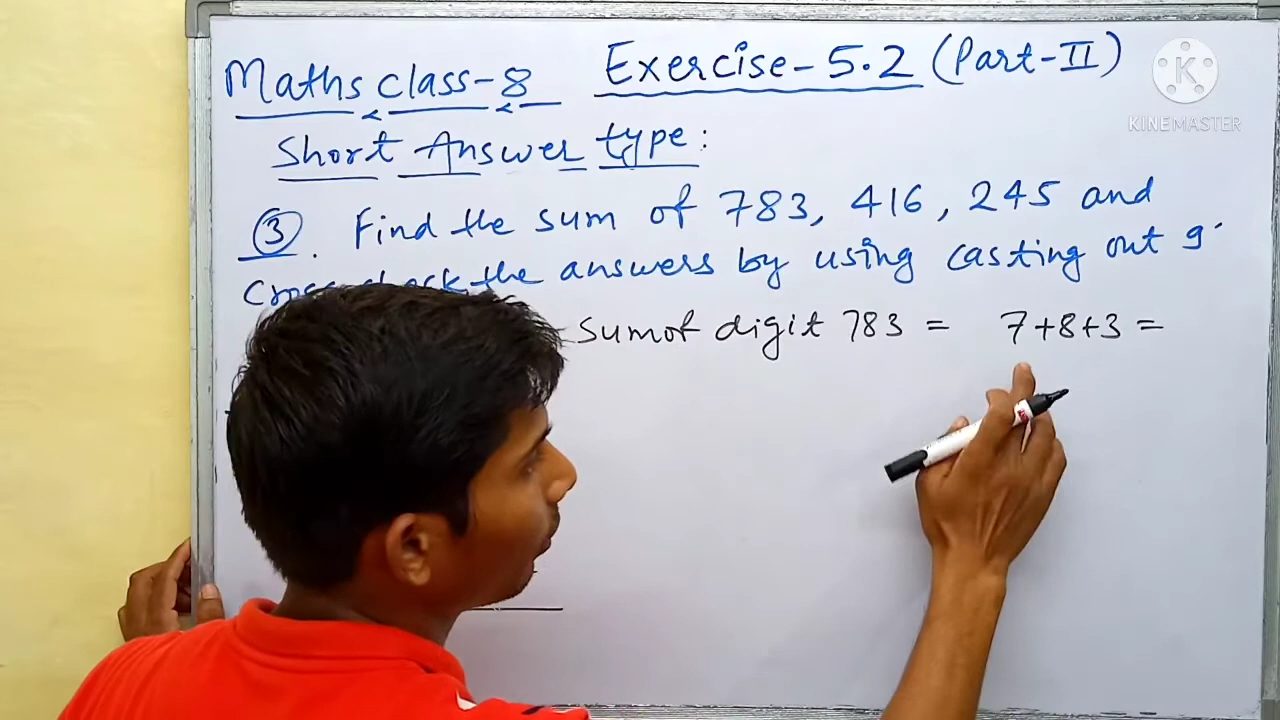 Maths class-8 Exercise-5.2 (Part-II)
K
KINEMASTER
Short Answer type:
③. Find the sum of 783, 416, 245 and
the answers by using casting out 9'
sum of digit 783 = 7+8+3 =